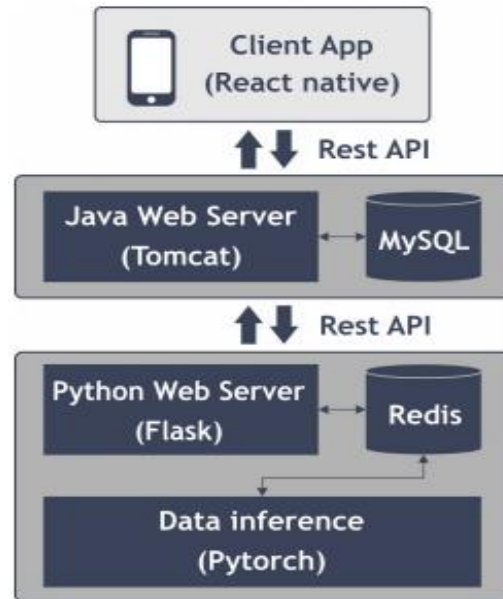 Client App
(React native)
Rest API
Java Web Server
(Tomcat)
MySQL
Rest API
Python Web Server
(Flask)
Redis
Data inference
(Pytorch)